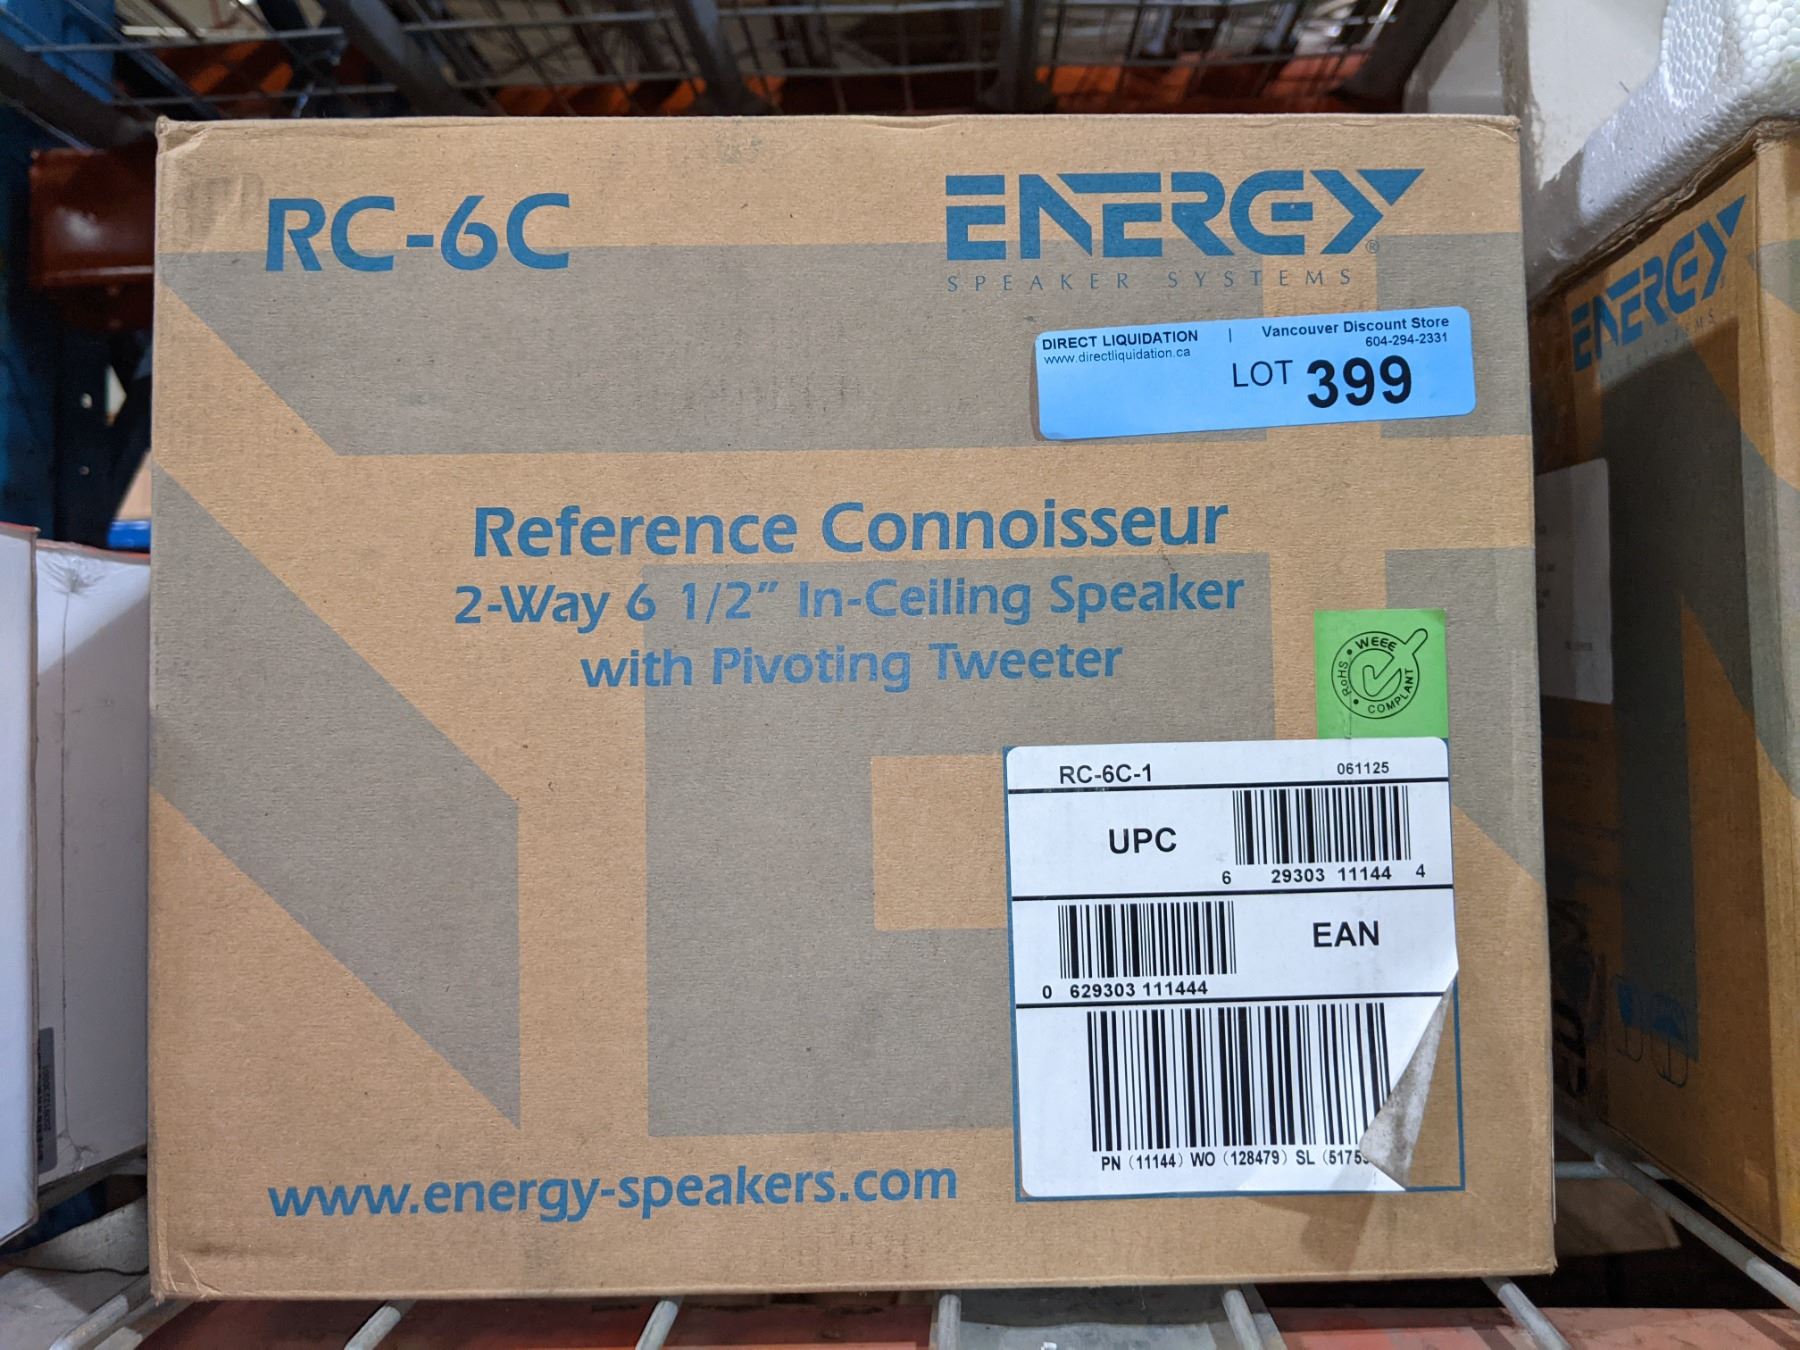 RC-6C
ENERGY®
SPEAKER SYSTEMS
DIRECT LIQUIDATION | Vancouver Discount Store
www.directliquidation.ca 604-294-2331
LOT 399
Reference Connoisseur
2-Way 6 1/2" In-Ceiling Speaker
with Pivoting Tweeter
RoHS • WEEE • COMPLIANT
RC-6C-1 061125
UPC
6 29303 11144 4
EAN
0 629303 111444
PN (11144) WO (128479) SL (5175
www.energy-speakers.com
ENERGY